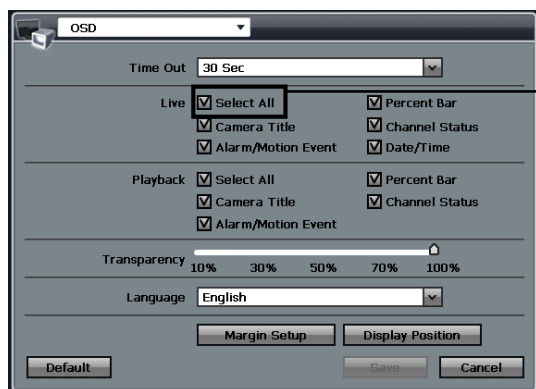 OSD
Time Out 30 Sec
Live Select All Percent Bar
Camera Title Channel Status
Alarm/Motion Event Date/Time
Playback Select All Percent Bar
Camera Title Channel Status
Alarm/Motion Event
Transparency
10% 30% 50% 70% 100%
Language English
Margin Setup Display Position
Default Save Cancel